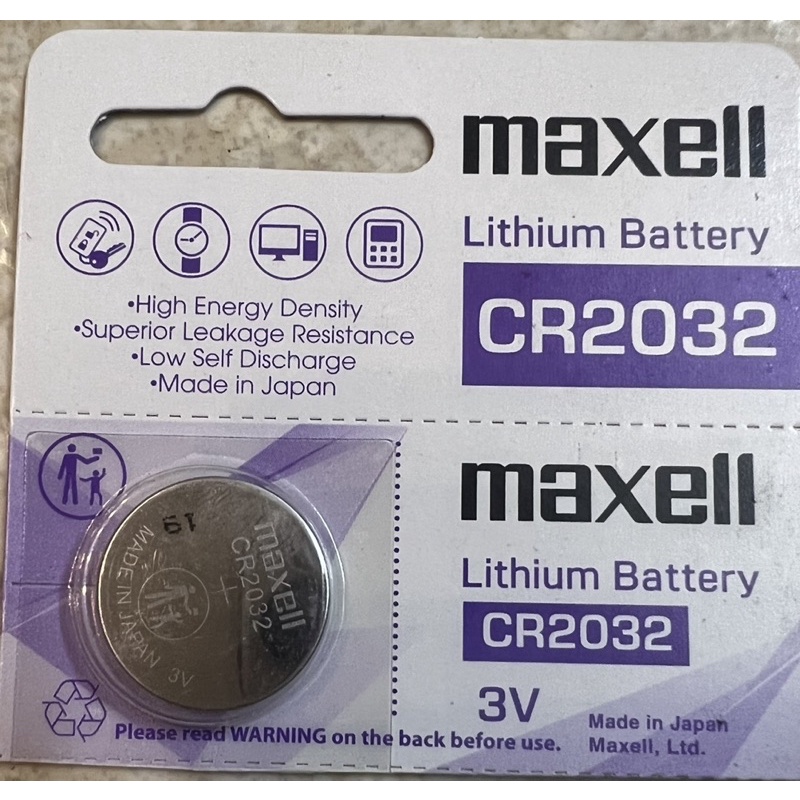 maxell
Lithium Battery
CR2032
•High Energy Density
•Superior Leakage Resistance
•Low Self Discharge
•Made in Japan
maxell
Lithium Battery
CR2032
3V
Made in Japan
Maxell, Ltd.
19
maxell
CR2032
+
MADE IN JAPAN 3V
Please read WARNING on the back before use.